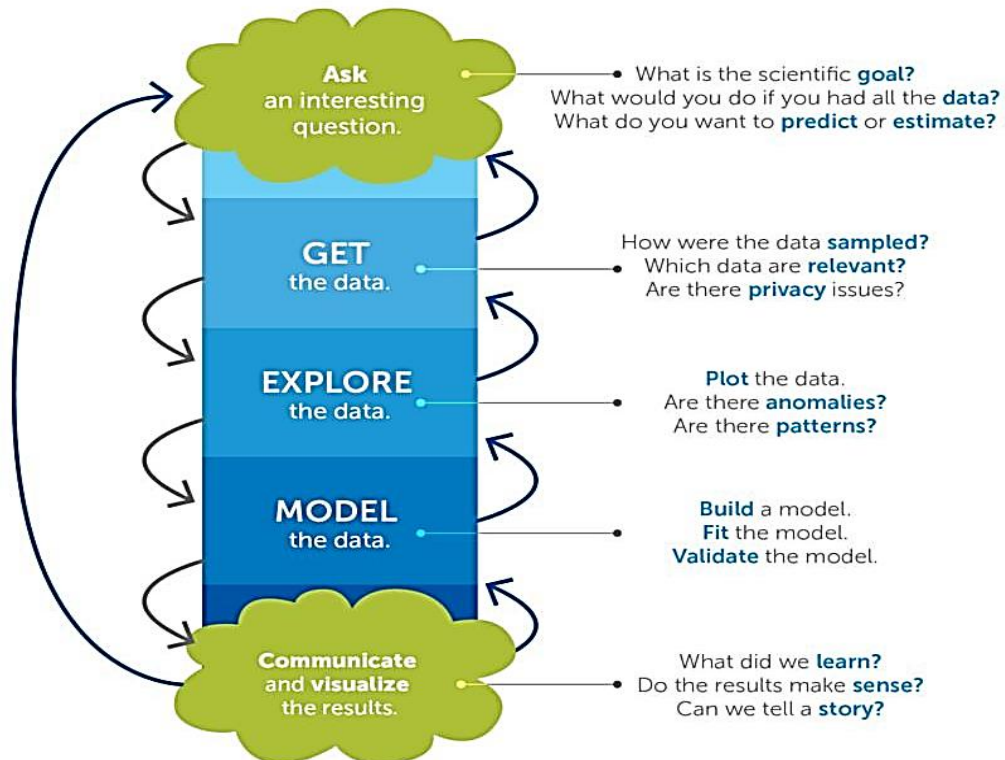 Ask
an interesting
question.
What is the scientific goal?
What would you do if you had all the data?
What do you want to predict or estimate?
GET
the data.
How were the data sampled?
Which data are relevant?
Are there privacy issues?
EXPLORE
the data.
Plot the data.
Are there anomalies?
Are there patterns?
MODEL
the data.
Build a model.
Fit the model.
Validate the model.
Communicate
and visualize
the results.
What did we learn?
Do the results make sense?
Can we tell a story?